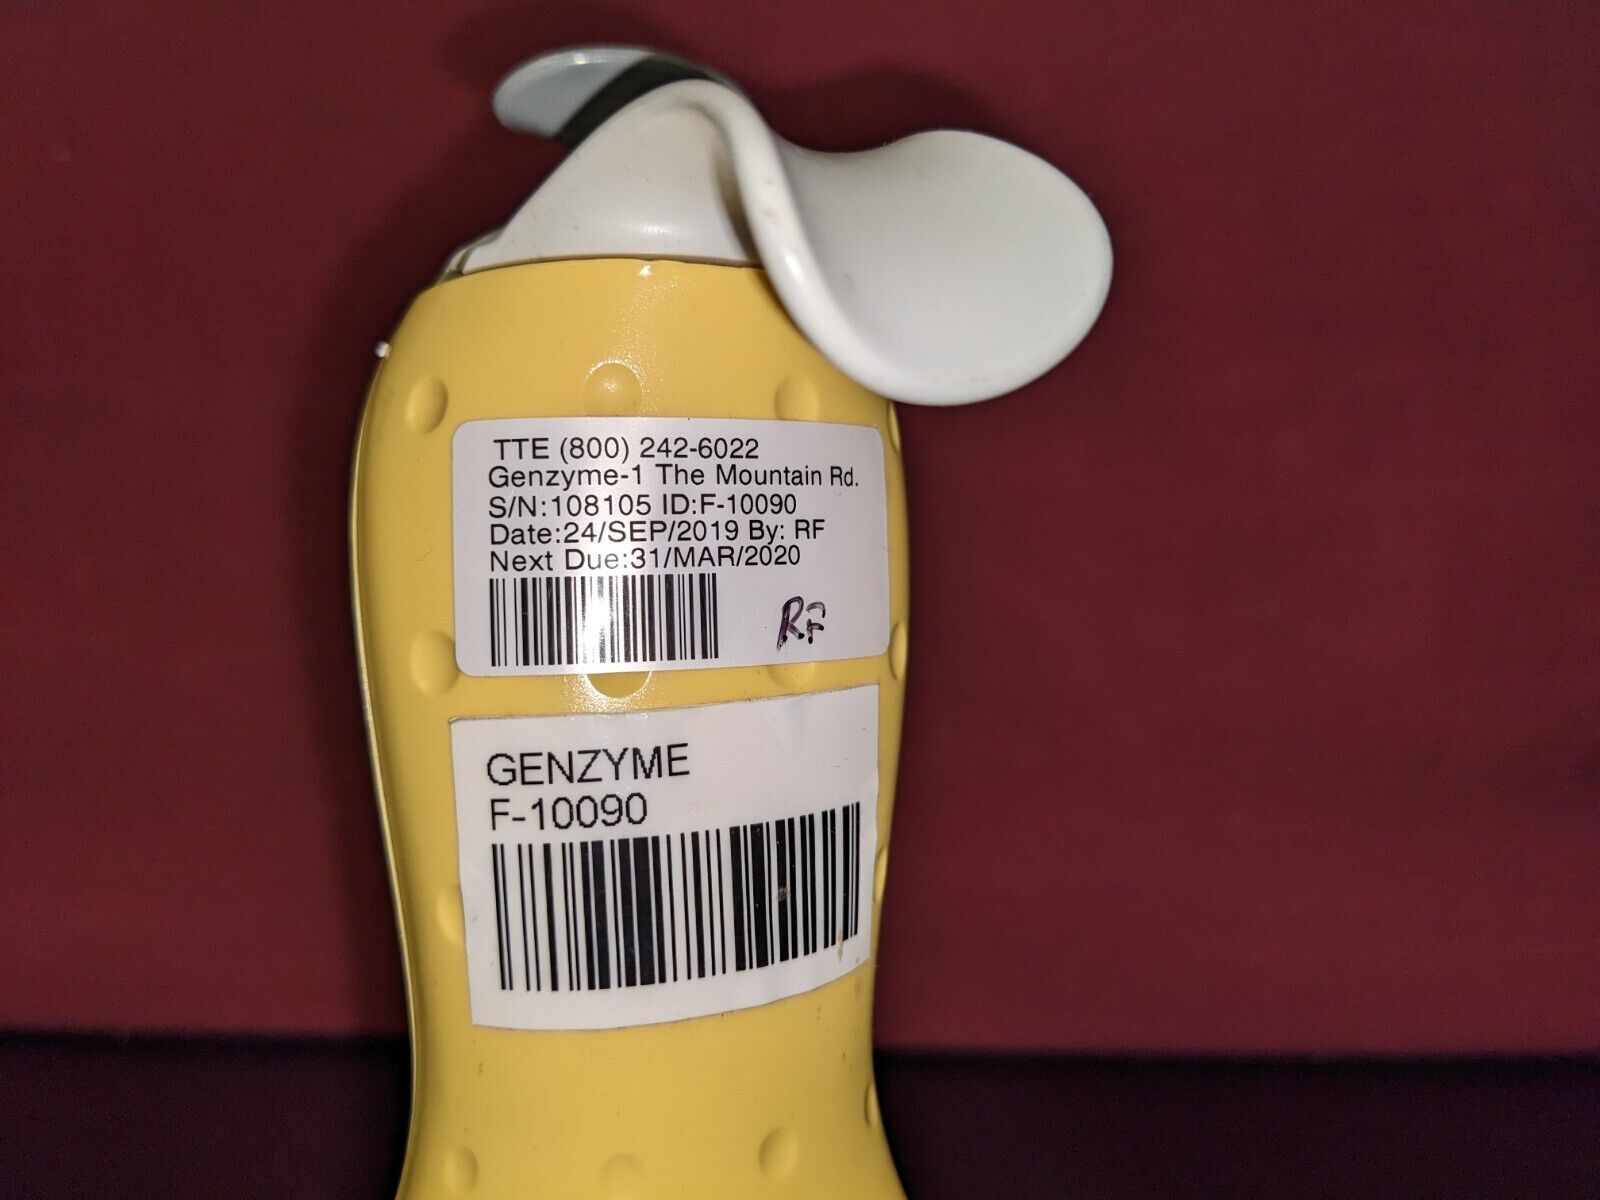 TTE (800) 242-6022
Genzyme-1 The Mountain Rd.
S/N:108105 ID:F-10090
Date:24/SEP/2019 By: RF
Next Due:31/MAR/2020
RF
GENZYME
F-10090